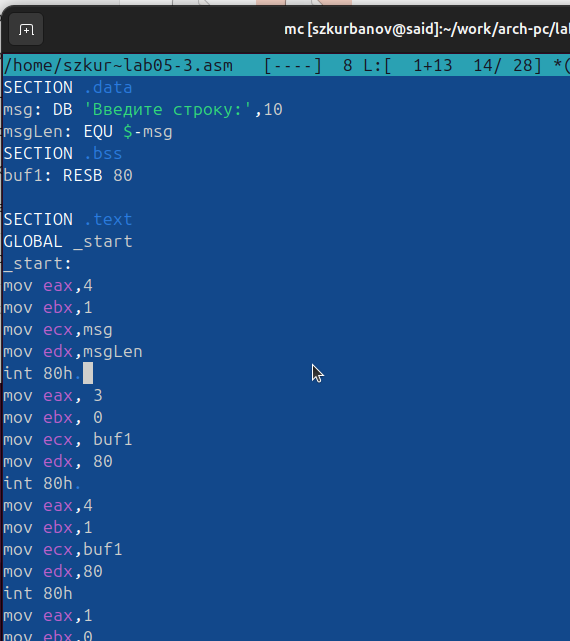 mc [szkurbanov@said]:~/work/arch-pc/lab
/home/szkur~lab05-3.asm [----] 8 L:[ 1+13 14/ 28] *(
SECTION .data
msg: DB 'Введите строку:',10
msgLen: EQU $-msg
SECTION .bss
buf1: RESB 80
SECTION .text
GLOBAL _start
_start:
mov eax,4
mov ebx,1
mov ecx,msg
mov edx,msgLen
int 80h.
mov eax, 3
mov ebx, 0
mov ecx, buf1
mov edx, 80
int 80h.
mov eax,4
mov ebx,1
mov ecx,buf1
mov edx,80
int 80h
mov eax,1
mov ebx,0